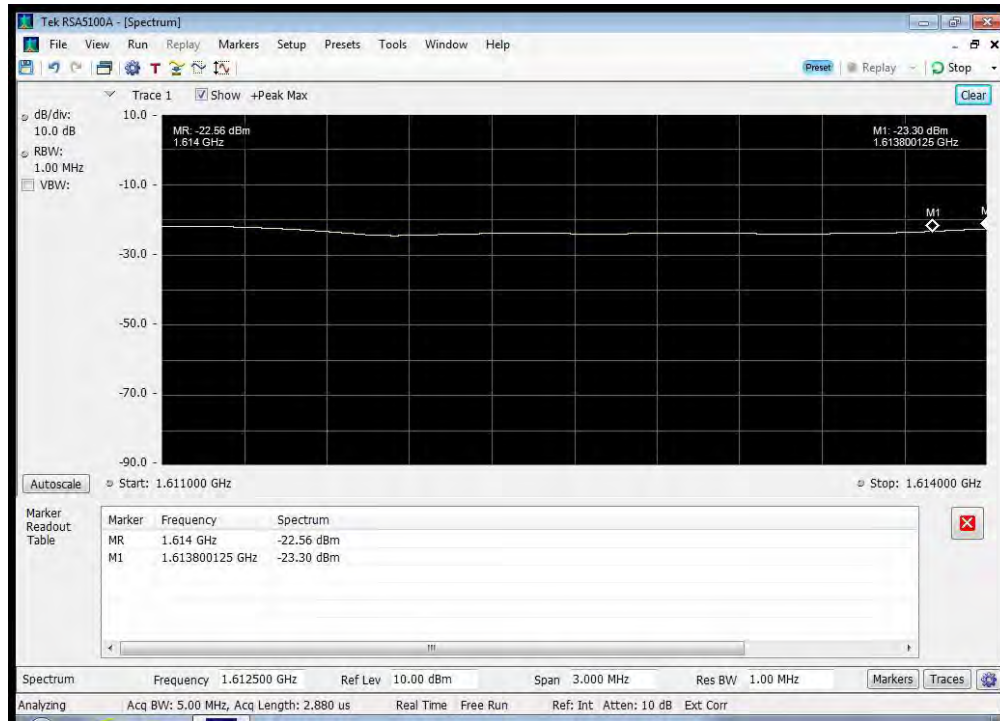 Tek RSA5100A - [Spectrum]
File View Run Replay Markers Setup Presets Tools Window Help
T Preset Replay Stop
Trace 1 Show +Peak Max Clear
dB/div:
10.0 dB
RBW:
1.00 MHz
VBW:
10.0
-10.0
-30.0
-50.0
-70.0
-90.0
MR: -22.56 dBm
1.614 GHz
M1: -23.30 dBm
1.613800125 GHz
M1 M
Autoscale Start: 1.611000 GHz Stop: 1.614000 GHz
Marker
Readout
Table
Marker Frequency Spectrum
MR 1.614 GHz -22.56 dBm
M1 1.613800125 GHz -23.30 dBm
Spectrum Frequency 1.612500 GHz Ref Lev 10.00 dBm Span 3.000 MHz Res BW 1.00 MHz Markers Traces
Analyzing Acq BW: 5.00 MHz, Acq Length: 2.880 us Real Time Free Run Ref: Int Atten: 10 dB Ext Corr